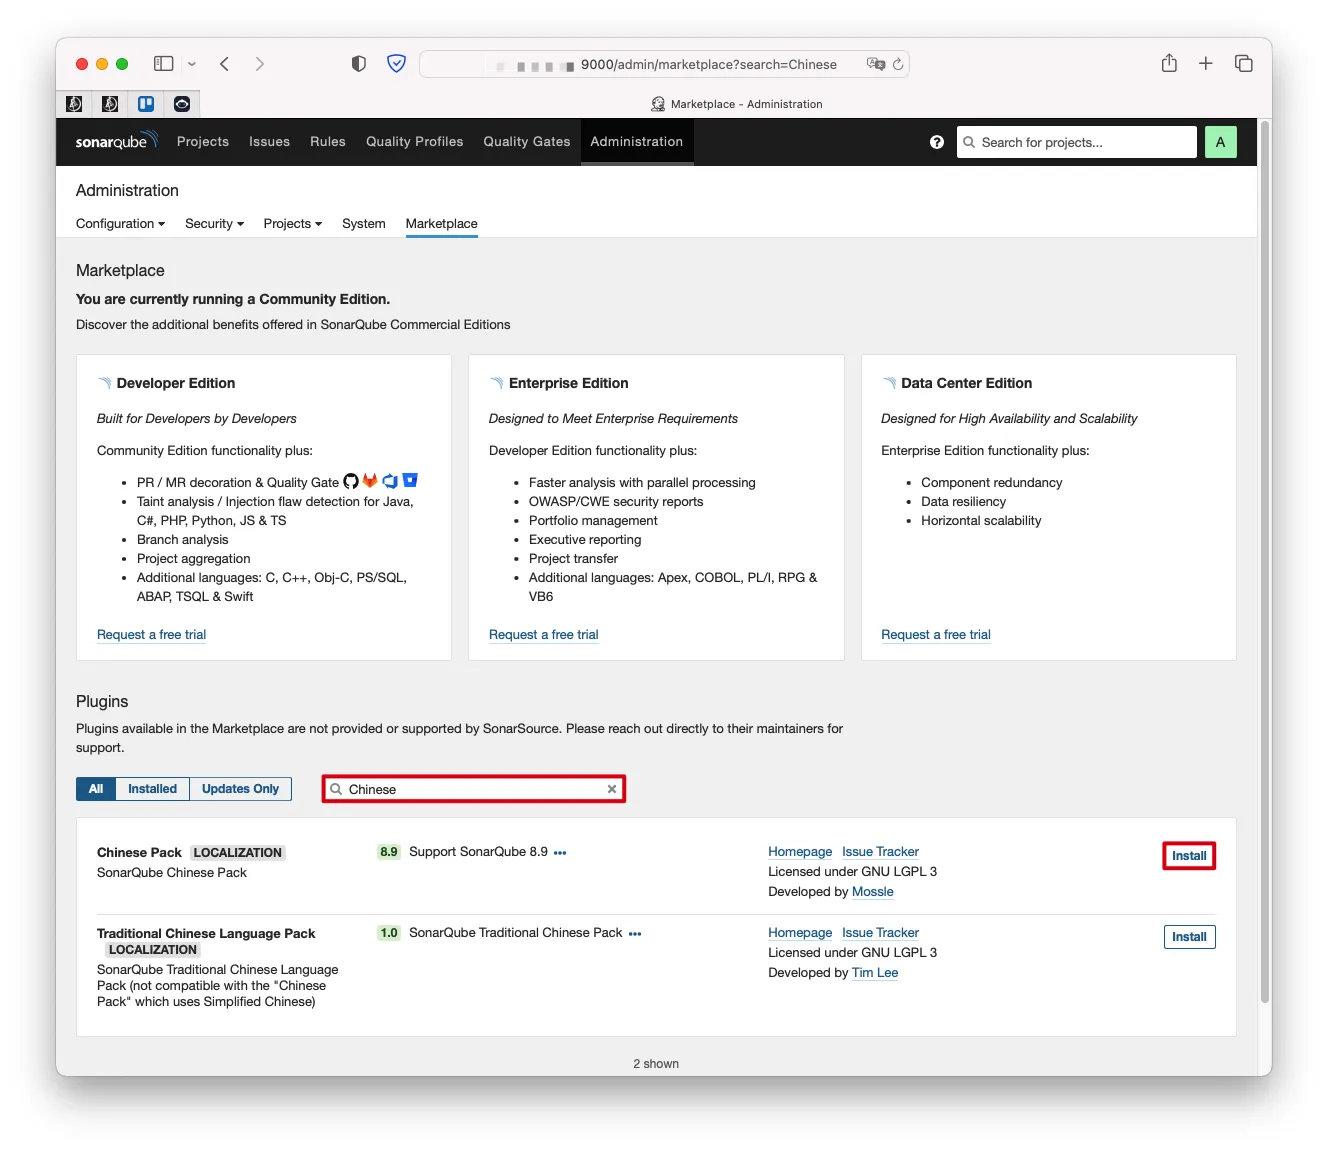 9000/admin/marketplace?search=Chinese
Marketplace - Administration
sonarqube Projects Issues Rules Quality Profiles Quality Gates Administration ? Search for projects... A
Administration
Configuration Security Projects System Marketplace
Marketplace
You are currently running a Community Edition.
Discover the additional benefits offered in SonarQube Commercial Editions
Developer Edition
Built for Developers by Developers
Community Edition functionality plus:
• PR / MR decoration & Quality Gate
• Taint analysis / Injection flaw detection for Java,
C#, PHP, Python, JS & TS
• Branch analysis
• Project aggregation
• Additional languages: C, C++, Obj-C, PS/SQL,
ABAP, TSQL & Swift
Request a free trial
Enterprise Edition
Designed to Meet Enterprise Requirements
Developer Edition functionality plus:
• Faster analysis with parallel processing
• OWASP/CWE security reports
• Portfolio management
• Executive reporting
• Project transfer
• Additional languages: Apex, COBOL, PL/I, RPG &
VB6
Request a free trial
Data Center Edition
Designed for High Availability and Scalability
Enterprise Edition functionality plus:
• Component redundancy
• Data resiliency
• Horizontal scalability
Request a free trial
Plugins
Plugins available in the Marketplace are not provided or supported by SonarSource. Please reach out directly to their maintainers for
support.
All Installed Updates Only Chinese
Chinese Pack LOCALIZATION
SonarQube Chinese Pack
8.9 Support SonarQube 8.9 •••
Homepage Issue Tracker
Licensed under GNU LGPL 3
Developed by Mossle
Install
Traditional Chinese Language Pack
LOCALIZATION
SonarQube Traditional Chinese Language
Pack (not compatible with the "Chinese
Pack" which uses Simplified Chinese)
1.0 SonarQube Traditional Chinese Pack •••
Homepage Issue Tracker
Licensed under GNU LGPL 3
Developed by Tim Lee
Install
2 shown